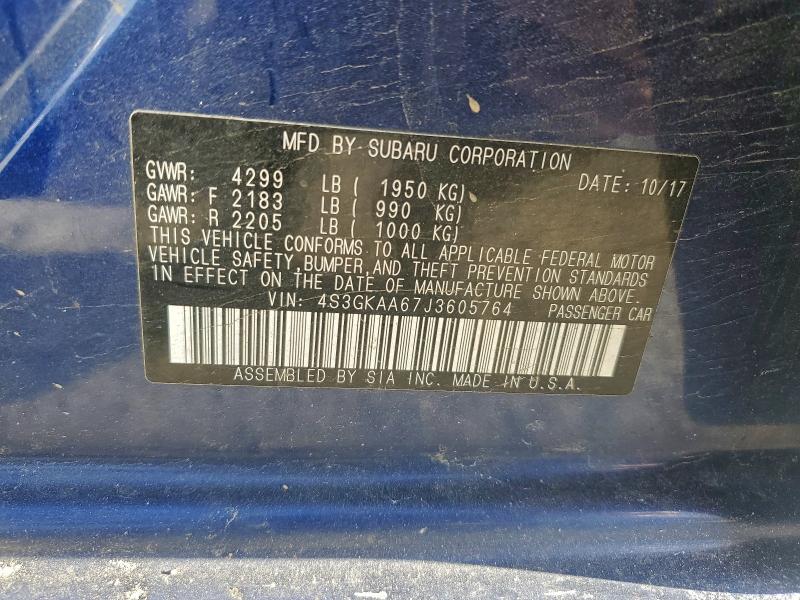 MFD BY SUBARU CORPORATION
GVWR: 4299 LB ( 1950 KG) DATE: 10/17
GAWR: F 2183 LB ( 990 KG)
GAWR: R 2205 LB ( 1000 KG)
THIS VEHICLE CONFORMS TO ALL APPLICABLE FEDERAL MOTOR
VEHICLE SAFETY, BUMPER, AND THEFT PREVENTION STANDARDS
IN EFFECT ON THE DATE OF MANUFACTURE SHOWN ABOVE.
VIN: 4S3GKAA67J3605764 PASSENGER CAR
ASSEMBLED BY SIA INC. MADE IN U.S.A.